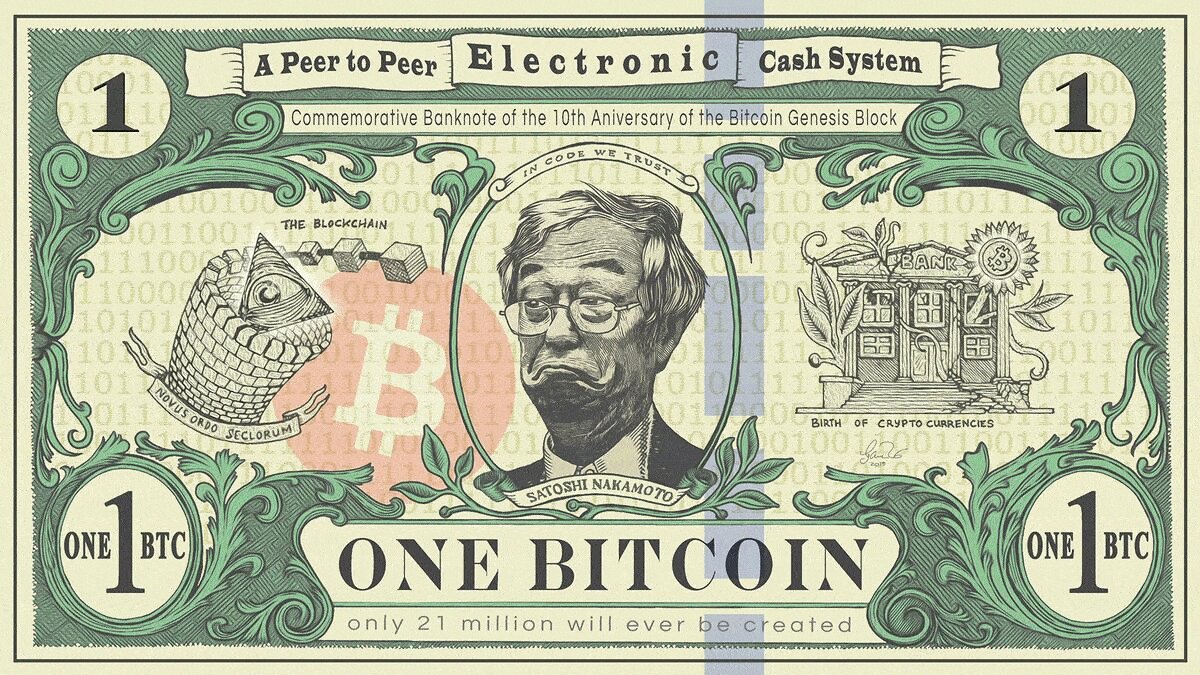 A Peer to Peer Electronic Cash System
Commemorative Banknote of the 10th Aniversary of the Bitcoin Genesis Block
1
1
IN CODE WE TRUST
THE BLOCKCHAIN
BANK
NOVUS ORDO SECLORUM
BIRTH OF CRYPTO CURRENCIES
SATOSHI NAKAMOTO
ONE 1 BTC
ONE BITCOIN
ONE 1 BTC
only 21 million will ever be created